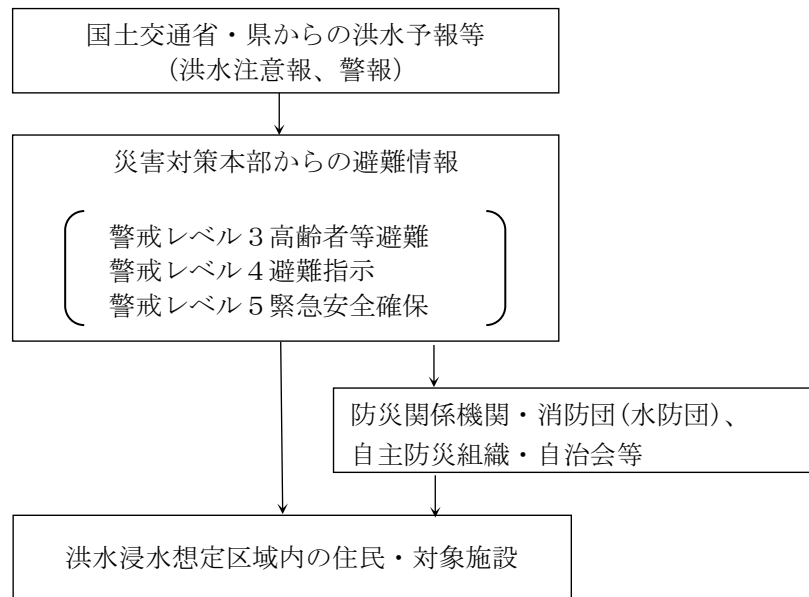 国土交通省・県からの洪水予報等
(洪水注意報、警報)
災害対策本部からの避難情報
警戒レベル３高齢者等避難
警戒レベル４避難指示
警戒レベル５緊急安全確保
防災関係機関・消防団(水防団)、
自主防災組織・自治会等
洪水浸水想定区域内の住民・対象施設